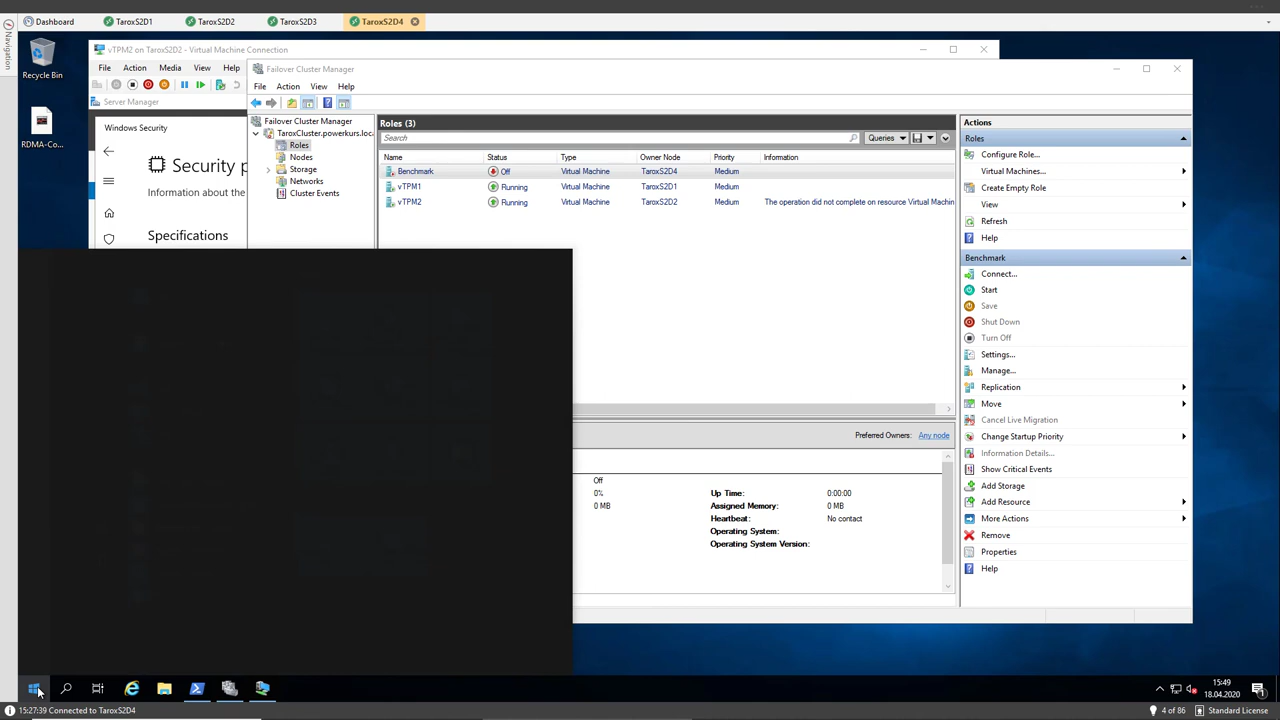 Dashboard TaroxS2D1 TaroxS2D2 TaroxS2D3 TaroxS2D4
Navigation
Recycle Bin
RDMA-Co...
vTPM2 on TaroxS2D2 - Virtual Machine Connection
File Action Media View Help
Server Manager
Windows Security
Security p
Information about the
Specifications
Failover Cluster Manager
File Action View Help
Failover Cluster Manager
TaroxCluster.powerkurs.loca
Roles
Nodes
Storage
Networks
Cluster Events
Roles (3)
Search Queries
Name Status Type Owner Node Priority Information
Benchmark Off Virtual Machine TaroxS2D4 Medium
vTPM1 Running Virtual Machine TaroxS2D1 Medium
vTPM2 Running Virtual Machine TaroxS2D2 Medium The operation did not complete on resource Virtual Machin
Preferred Owners: Any node
Off
0% Up Time: 0:00:00
0 MB Assigned Memory: 0 MB
Heartbeat: No contact
Operating System:
Operating System Version:
Actions
Roles
Configure Role...
Virtual Machines...
Create Empty Role
View
Refresh
Help
Benchmark
Connect...
Start
Save
Shut Down
Turn Off
Settings...
Manage...
Replication
Move
Cancel Live Migration
Change Startup Priority
Information Details...
Show Critical Events
Add Storage
Add Resource
More Actions
Remove
Properties
Help
15:49
18.04.2020
1
15:27:39 Connected to TaroxS2D4 4 of 86 Standard License